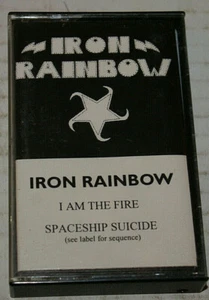 IRON
RAINBOW
IRON RAINBOW
I AM THE FIRE
SPACESHIP SUICIDE
(see label for sequence)